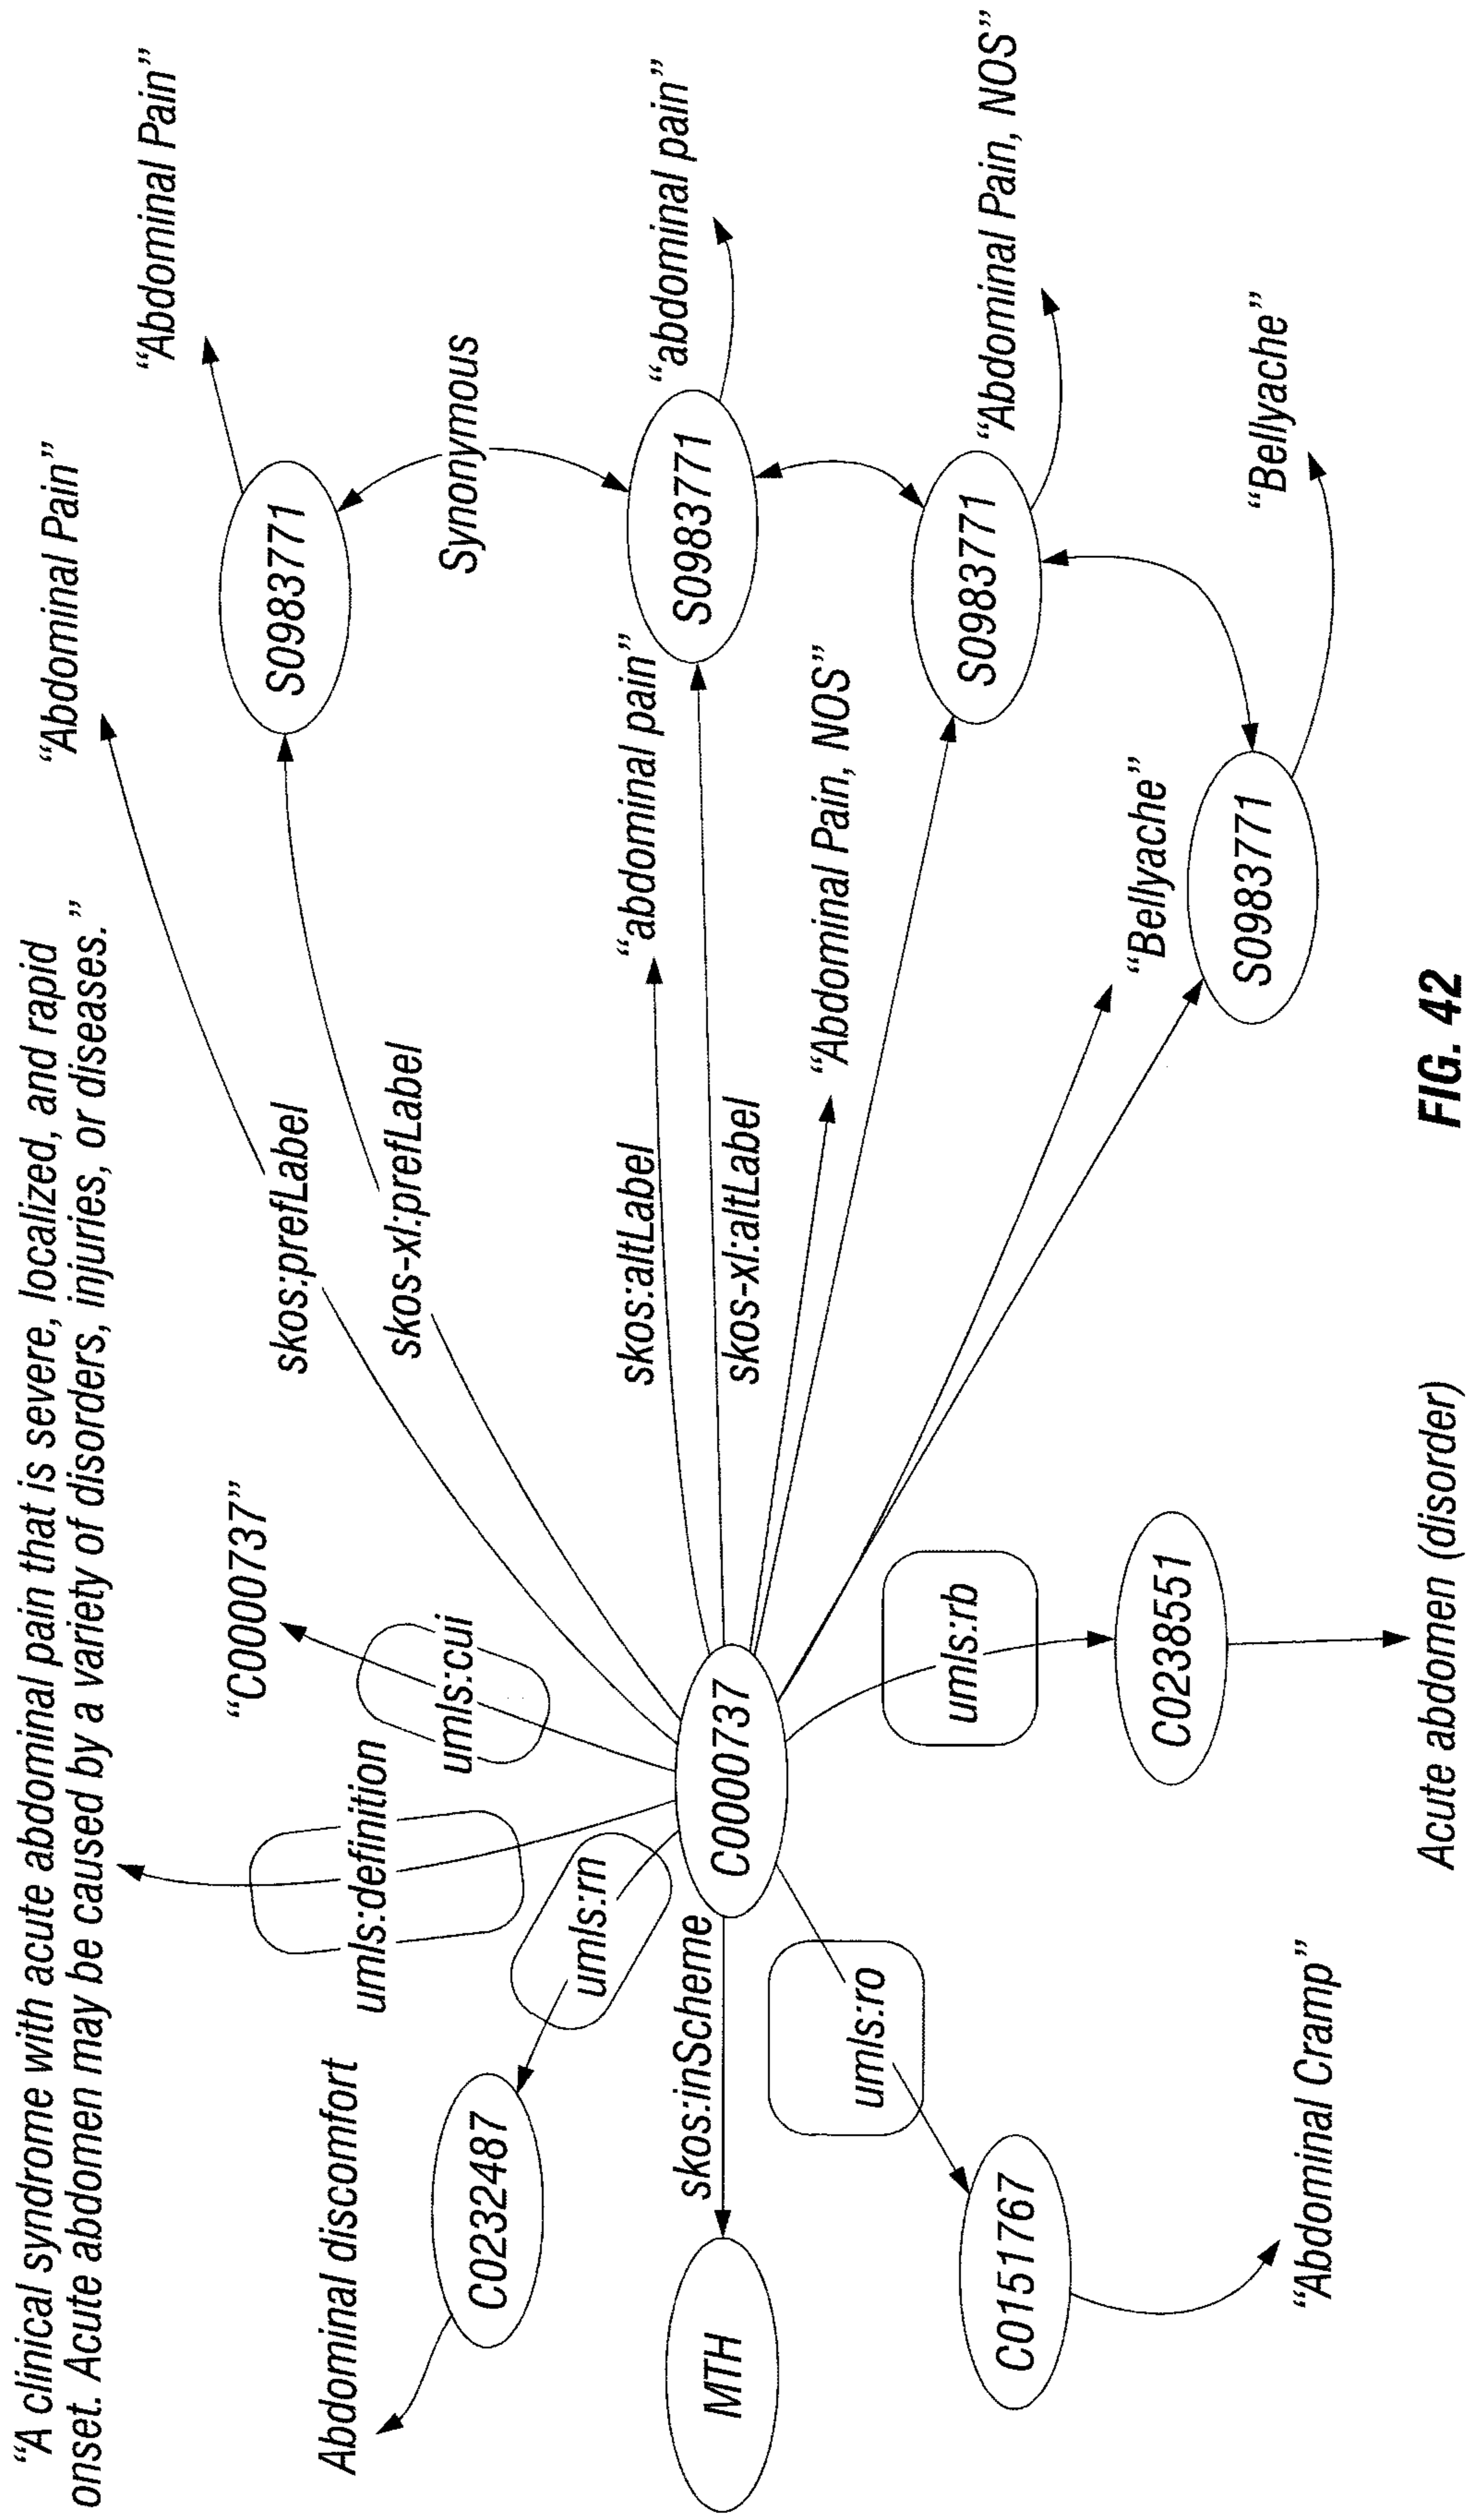 “A clinical syndrome with acute abdominal pain that is severe, localized, and rapid
onset. Acute abdomen may be caused by a variety of disorders, injuries, or diseases.”
“Abdominal Pain”
“Abdominal Pain”
“C000737”
skos:prefLabel
S0983771
Abdominal discomfort
umls:definition
umls:cui
skos-xl:prefLabel
Synonymous
C0232487
umls:rn
skos:altLabel
“abdominal pain”
“abdominal pain”
S0983771
MTH
skos:inScheme
C000737
skos-xl:altLabel
“Abdominal Pain, NOS”
umls:ro
umls:rb
S0983771
“Abdominal Pain, NOS”
C0151767
C0238551
“Bellyache”
S0983771
“Bellyache”
“Abdominal Cramp”
Acute abdomen (disorder)
FIG. 42